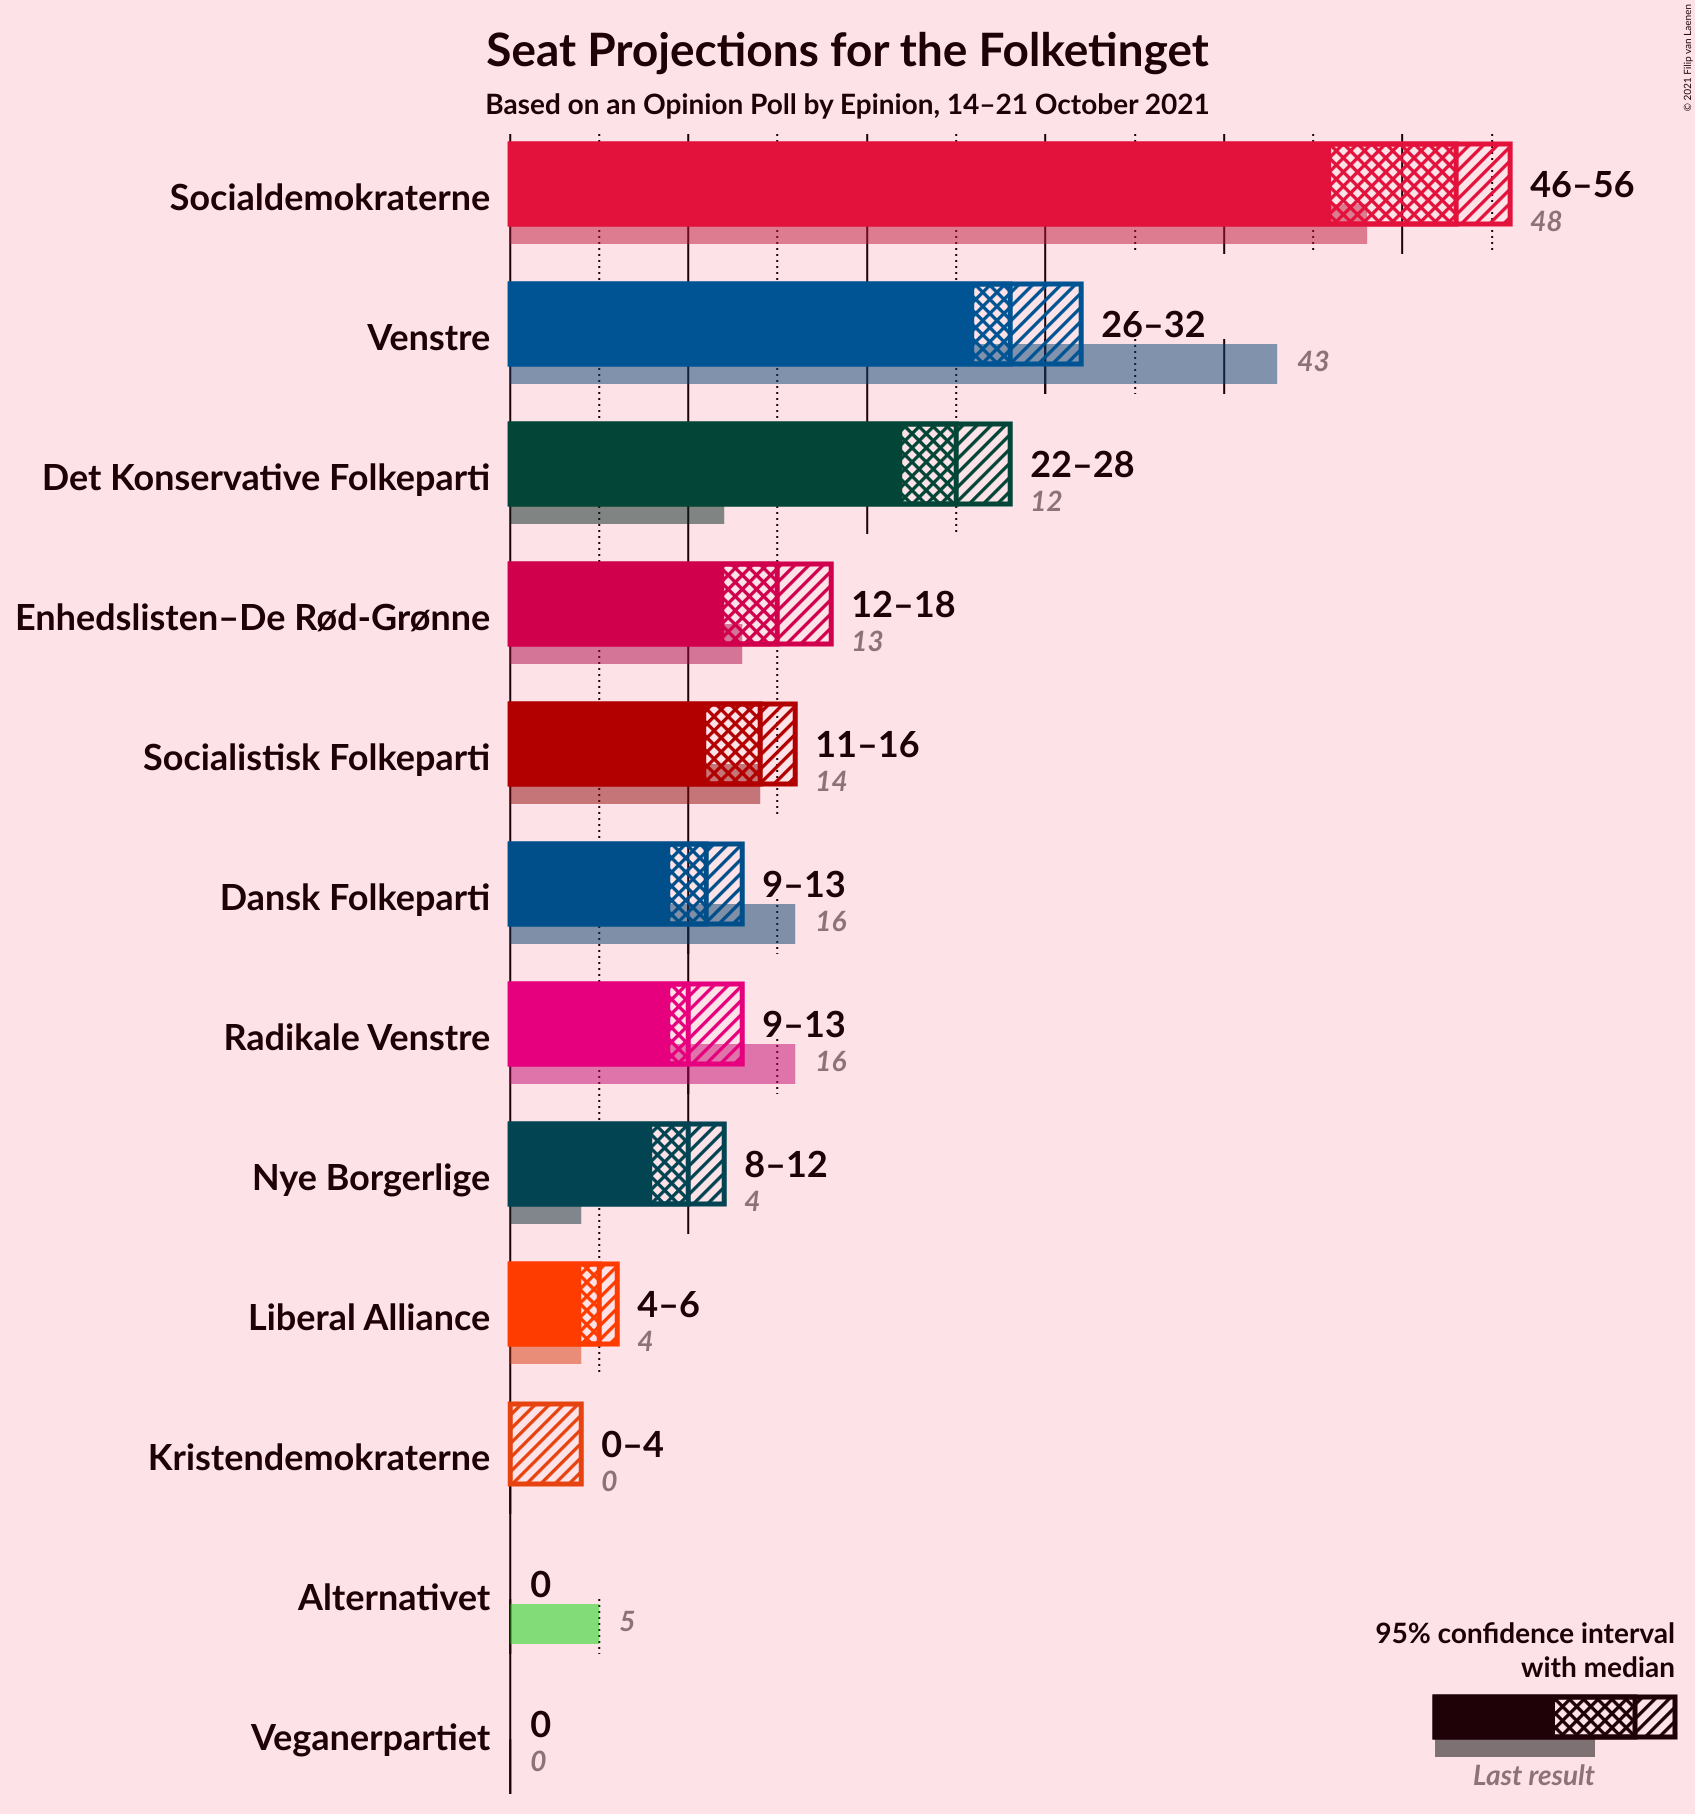 Seat Projections for the Folketinget
Based on an Opinion Poll by Epinion, 14–21 October 2021
© 2021 Filip van Laenen
Socialdemokraterne
46–56
48
Venstre
26–32
43
Det Konservative Folkeparti
22–28
12
Enhedslisten–De Rød-Grønne
12–18
13
Socialistisk Folkeparti
11–16
14
Dansk Folkeparti
9–13
16
Radikale Venstre
9–13
16
Nye Borgerlige
8–12
4
Liberal Alliance
4–6
4
Kristendemokraterne
0–4
0
Alternativet
0
5
Veganerpartiet
0
0
95% confidence interval
with median
Last result